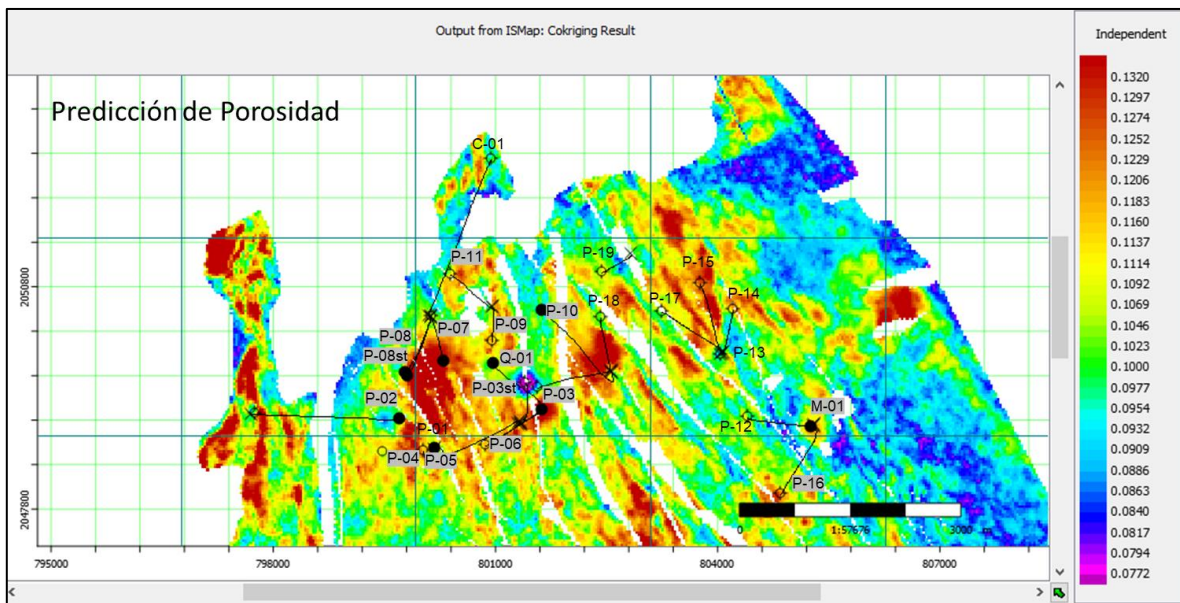 Output from ISMap: Cokriging Result
Independent
Predicción de Porosidad
0.1320
0.1297
0.1274
0.1252
0.1229
0.1206
0.1183
0.1160
0.1137
0.1114
0.1092
0.1069
0.1046
0.1023
0.1000
0.0977
0.0954
0.0932
0.0909
0.0886
0.0863
0.0840
0.0817
0.0794
0.0772
C-01
P-11
P-19
P-15
P-18
P-17
P-14
P-10
P-09
P-07
P-08
P-08st
Q-01
P-13
P-03st
P-03
P-02
M-01
P-12
P-01
P-04
P-05
P-06
P-16
2050800
2047800
0
1:57676
3000 m
795000
798000
801000
804000
807000